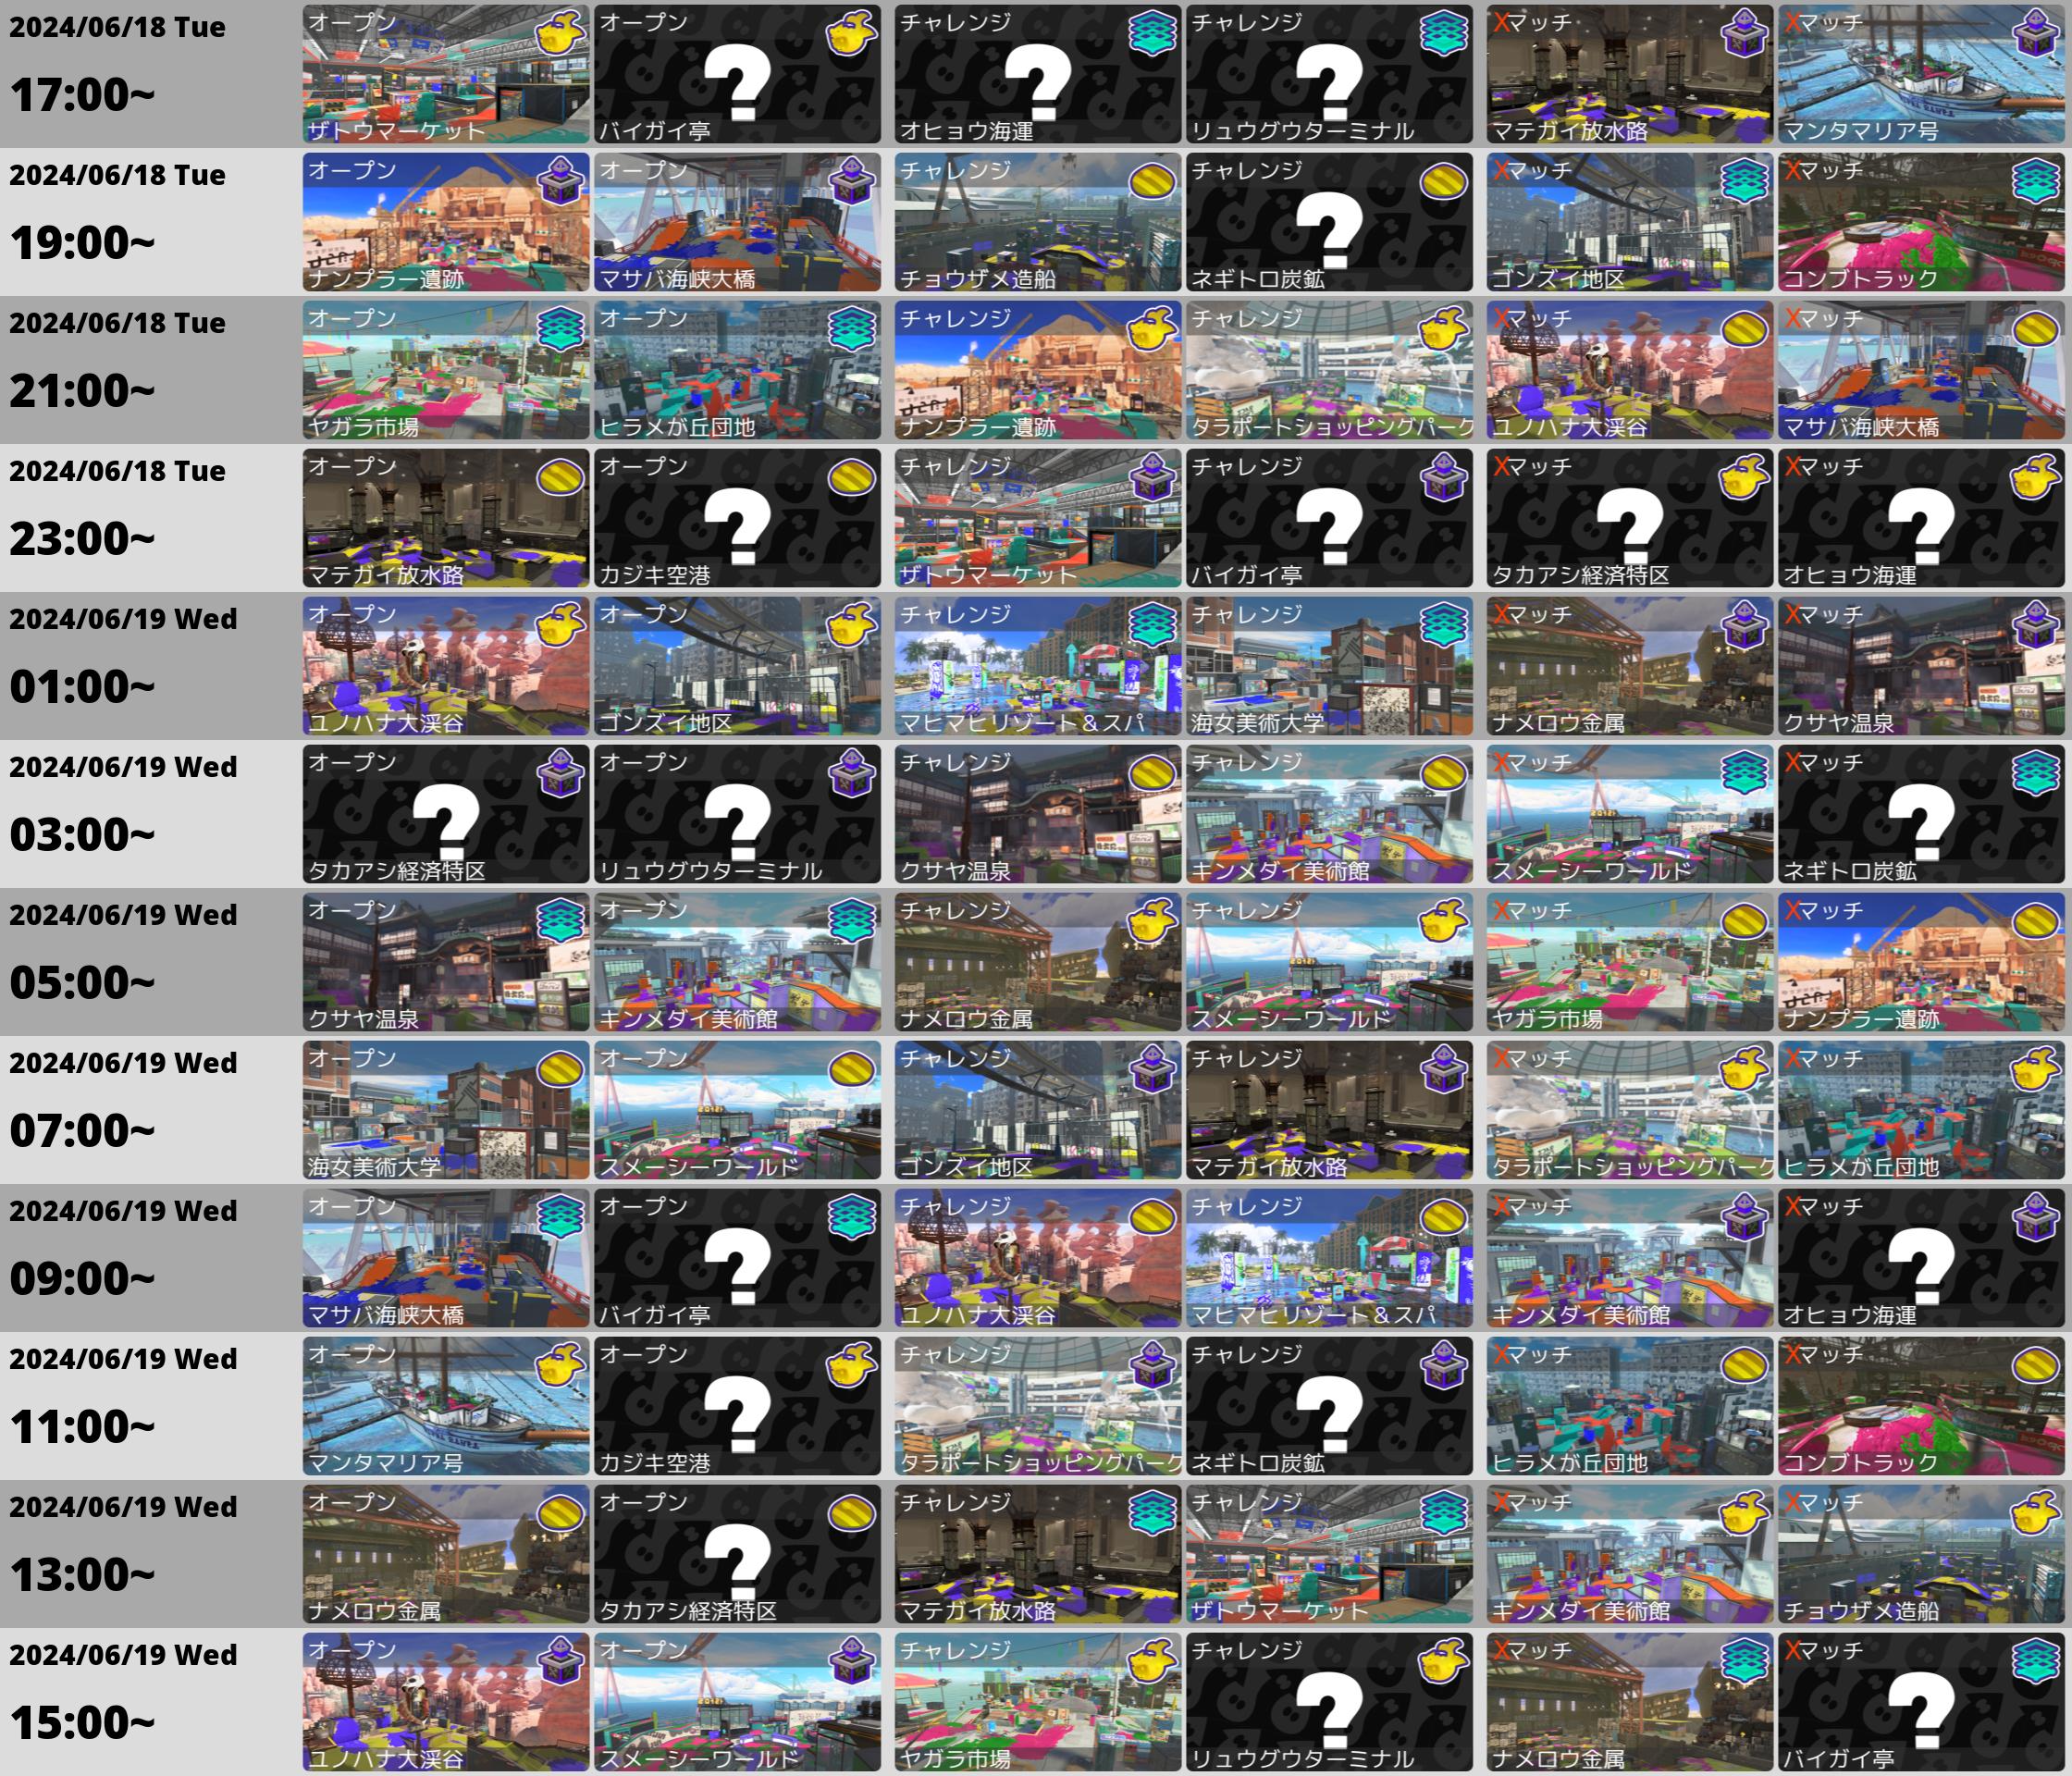 2024/06/18 Tue
17:00~
オープン オープン チャレンジ チャレンジ Xマッチ Xマッチ
ザトウマーケット バイガイ亭 オヒョウ海運 リュウグウターミナル マテガイ放水路 マンタマリア号
2024/06/18 Tue
19:00~
オープン オープン チャレンジ チャレンジ Xマッチ Xマッチ
ナンプラー遺跡 マサバ海峡大橋 チョウザメ造船 ネギトロ炭鉱 ゴンズイ地区 コンブトラック
2024/06/18 Tue
21:00~
オープン オープン チャレンジ チャレンジ Xマッチ Xマッチ
ヤガラ市場 ヒラメが丘団地 ナンプラー遺跡 タラポートショッピングパーク ユノハナ大渓谷 マサバ海峡大橋
2024/06/18 Tue
23:00~
オープン オープン チャレンジ チャレンジ Xマッチ Xマッチ
マテガイ放水路 カジキ空港 ザトウマーケット バイガイ亭 タカアシ経済特区 オヒョウ海運
2024/06/19 Wed
01:00~
オープン オープン チャレンジ チャレンジ Xマッチ Xマッチ
ユノハナ大渓谷 ゴンズイ地区 マヒマヒリゾート＆スパ 海女美術大学 ナメロウ金属 クサヤ温泉
2024/06/19 Wed
03:00~
オープン オープン チャレンジ チャレンジ Xマッチ Xマッチ
タカアシ経済特区 リュウグウターミナル クサヤ温泉 キンメダイ美術館 スメーシーワールド ネギトロ炭鉱
2024/06/19 Wed
05:00~
オープン オープン チャレンジ チャレンジ Xマッチ Xマッチ
クサヤ温泉 キンメダイ美術館 ナメロウ金属 スメーシーワールド ヤガラ市場 ナンプラー遺跡
2024/06/19 Wed
07:00~
オープン オープン チャレンジ チャレンジ Xマッチ Xマッチ
海女美術大学 スメーシーワールド ゴンズイ地区 マテガイ放水路 タラポートショッピングパーク ヒラメが丘団地
2024/06/19 Wed
09:00~
オープン オープン チャレンジ チャレンジ Xマッチ Xマッチ
マサバ海峡大橋 バイガイ亭 ユノハナ大渓谷 マヒマヒリゾート＆スパ キンメダイ美術館 オヒョウ海運
2024/06/19 Wed
11:00~
オープン オープン チャレンジ チャレンジ Xマッチ Xマッチ
マンタマリア号 カジキ空港 タラポートショッピングパーク ネギトロ炭鉱 ヒラメが丘団地 コンブトラック
2024/06/19 Wed
13:00~
オープン オープン チャレンジ チャレンジ Xマッチ Xマッチ
ナメロウ金属 タカアシ経済特区 マテガイ放水路 ザトウマーケット キンメダイ美術館 チョウザメ造船
2024/06/19 Wed
15:00~
オープン オープン チャレンジ チャレンジ Xマッチ Xマッチ
ユノハナ大渓谷 スメーシーワールド ヤガラ市場 リュウグウターミナル ナメロウ金属 バイガイ亭